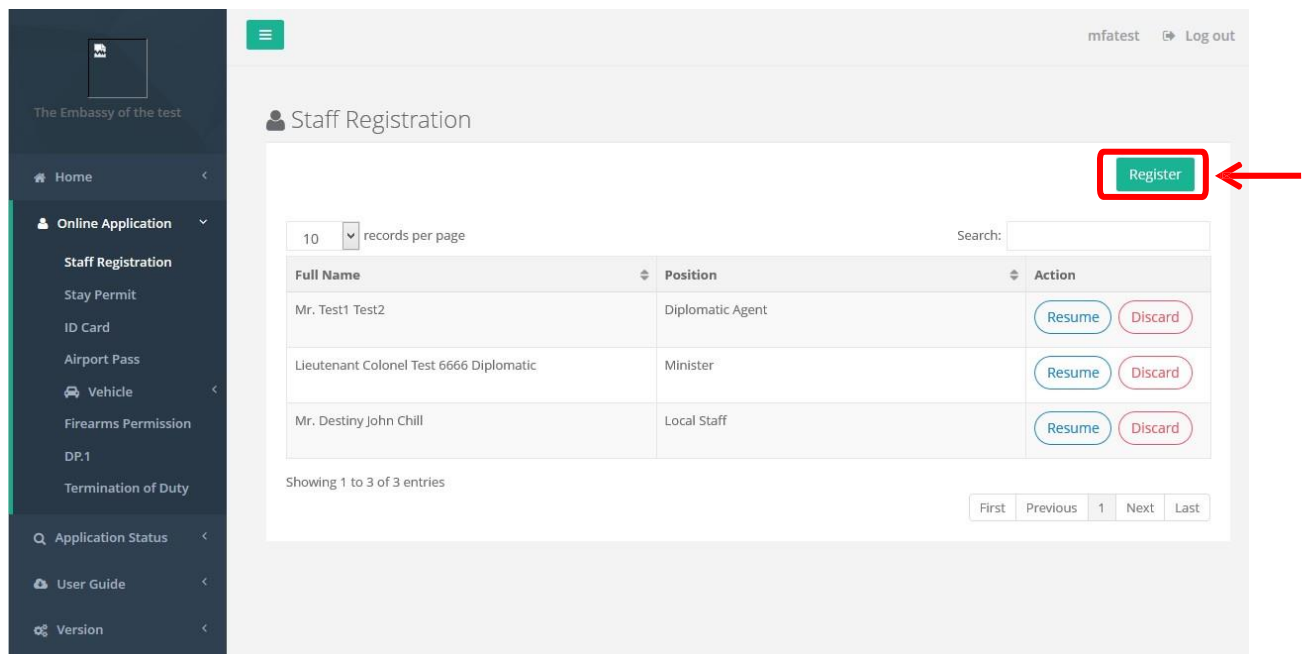 mfatest Log out
The Embassy of the test
Staff Registration
Register
Home
Online Application
Staff Registration
Stay Permit
ID Card
Airport Pass
Vehicle
Firearms Permission
DP.1
Termination of Duty
Application Status
User Guide
Version
10 records per page Search:
Full Name Position Action
Mr. Test1 Test2 Diplomatic Agent Resume Discard
Lieutenant Colonel Test 6666 Diplomatic Minister Resume Discard
Mr. Destiny John Chill Local Staff Resume Discard
Showing 1 to 3 of 3 entries
First Previous 1 Next Last